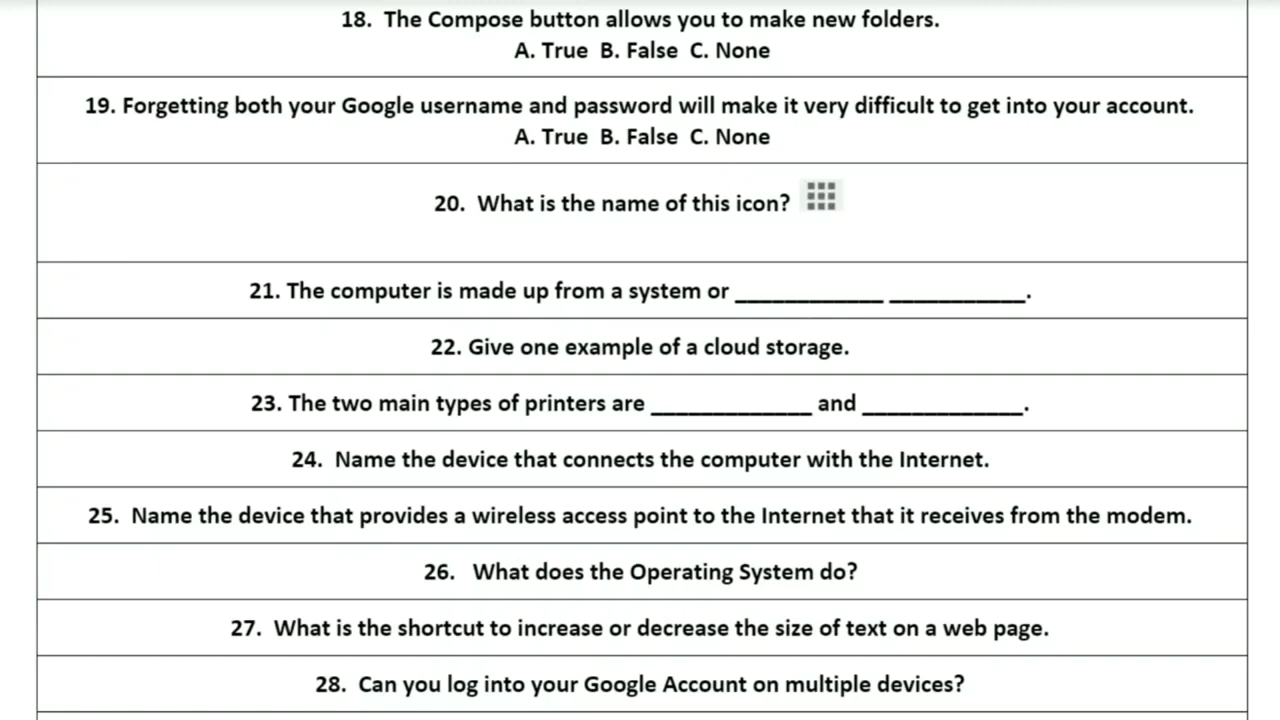 18.  The Compose button allows you to make new folders.
A. True  B. False  C. None
19. Forgetting both your Google username and password will make it very difficult to get into your account.
A. True  B. False  C. None
20.  What is the name of this icon?
21. The computer is made up from a system or ____________ ___________.
22. Give one example of a cloud storage.
23. The two main types of printers are _____________ and _____________.
24.  Name the device that connects the computer with the Internet.
25.  Name the device that provides a wireless access point to the Internet that it receives from the modem.
26.   What does the Operating System do?
27.  What is the shortcut to increase or decrease the size of text on a web page.
28.  Can you log into your Google Account on multiple devices?